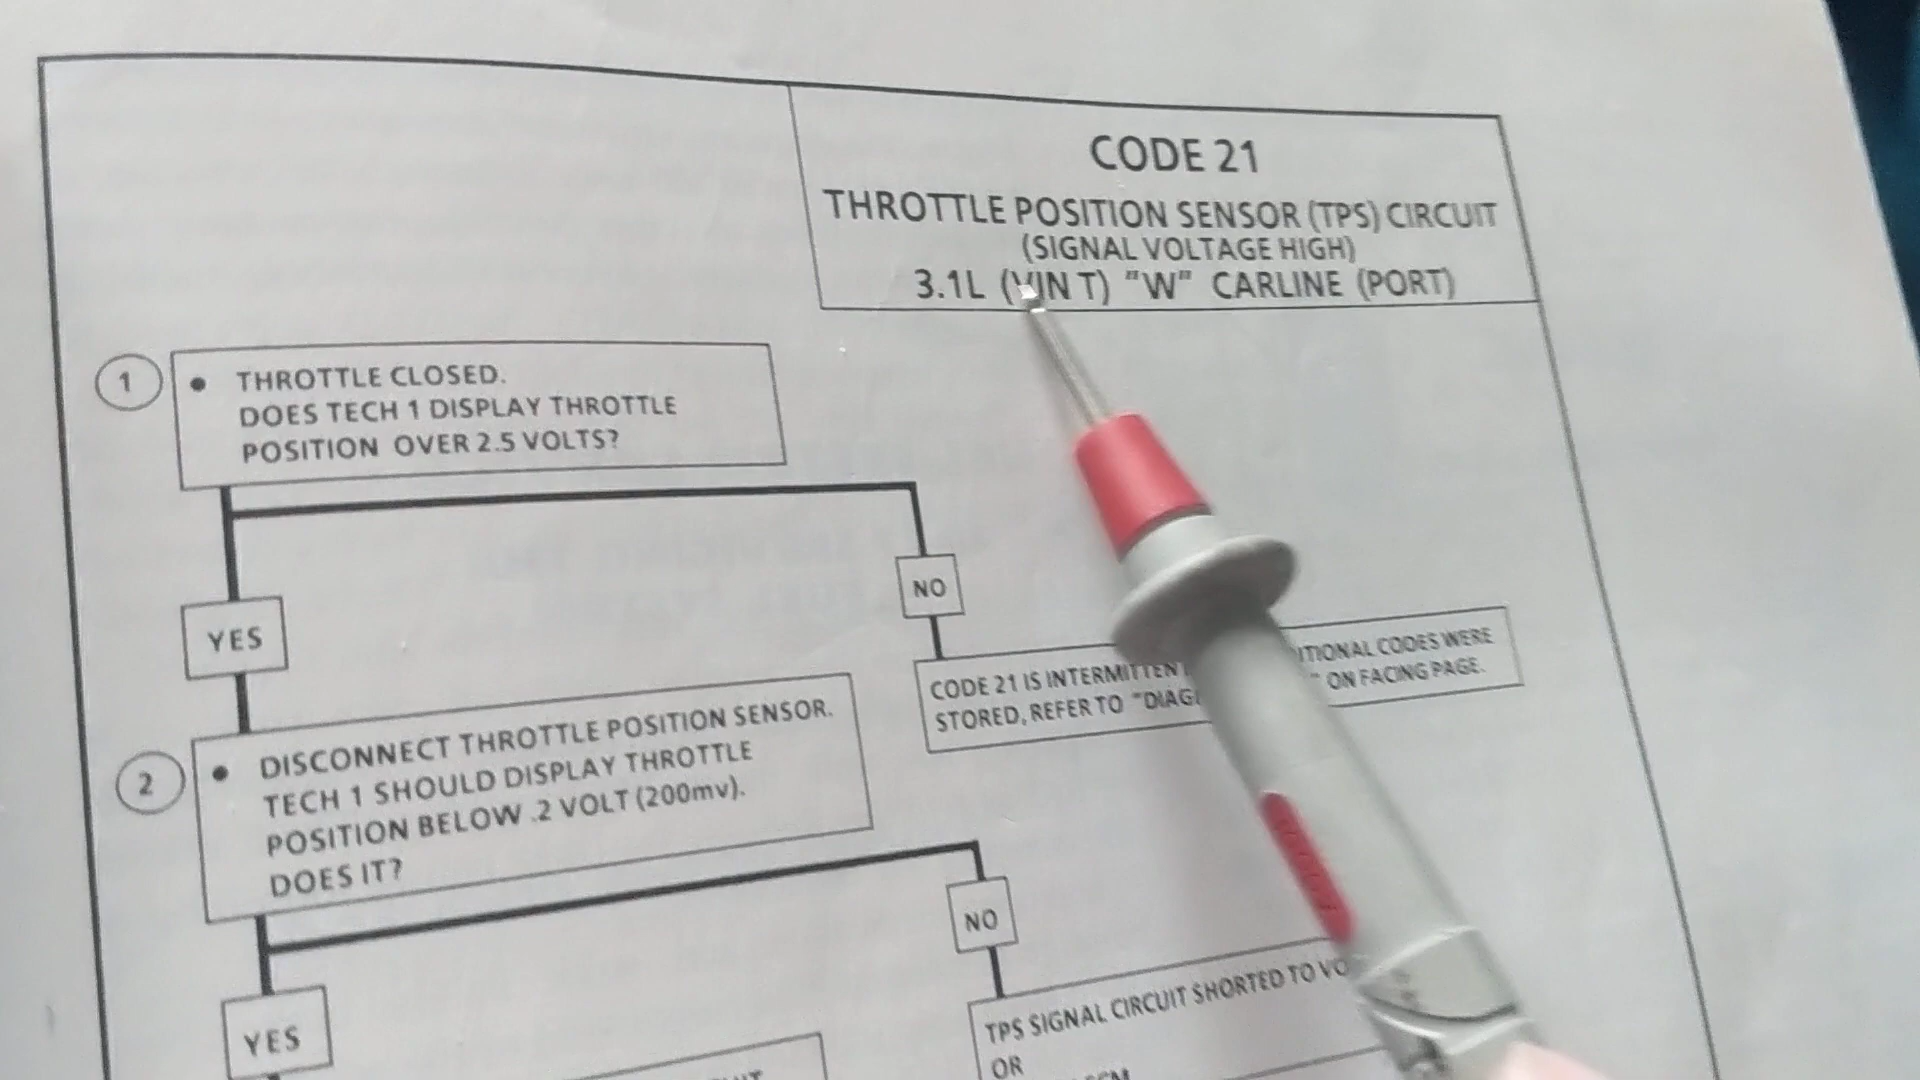 CODE 21
THROTTLE POSITION SENSOR (TPS) CIRCUIT
(SIGNAL VOLTAGE HIGH)
3.1L (VIN T) "W" CARLINE (PORT)
1
• THROTTLE CLOSED.
DOES TECH 1 DISPLAY THROTTLE
POSITION OVER 2.5 VOLTS?
NO
YES
CODE 21 IS INTERMITTEN ITIONAL CODES WERE
STORED, REFER TO "DIAG " ON FACING PAGE.
2
• DISCONNECT THROTTLE POSITION SENSOR.
TECH 1 SHOULD DISPLAY THROTTLE
POSITION BELOW .2 VOLT (200mv).
DOES IT?
NO
YES
TPS SIGNAL CIRCUIT SHORTED TO VO
OR